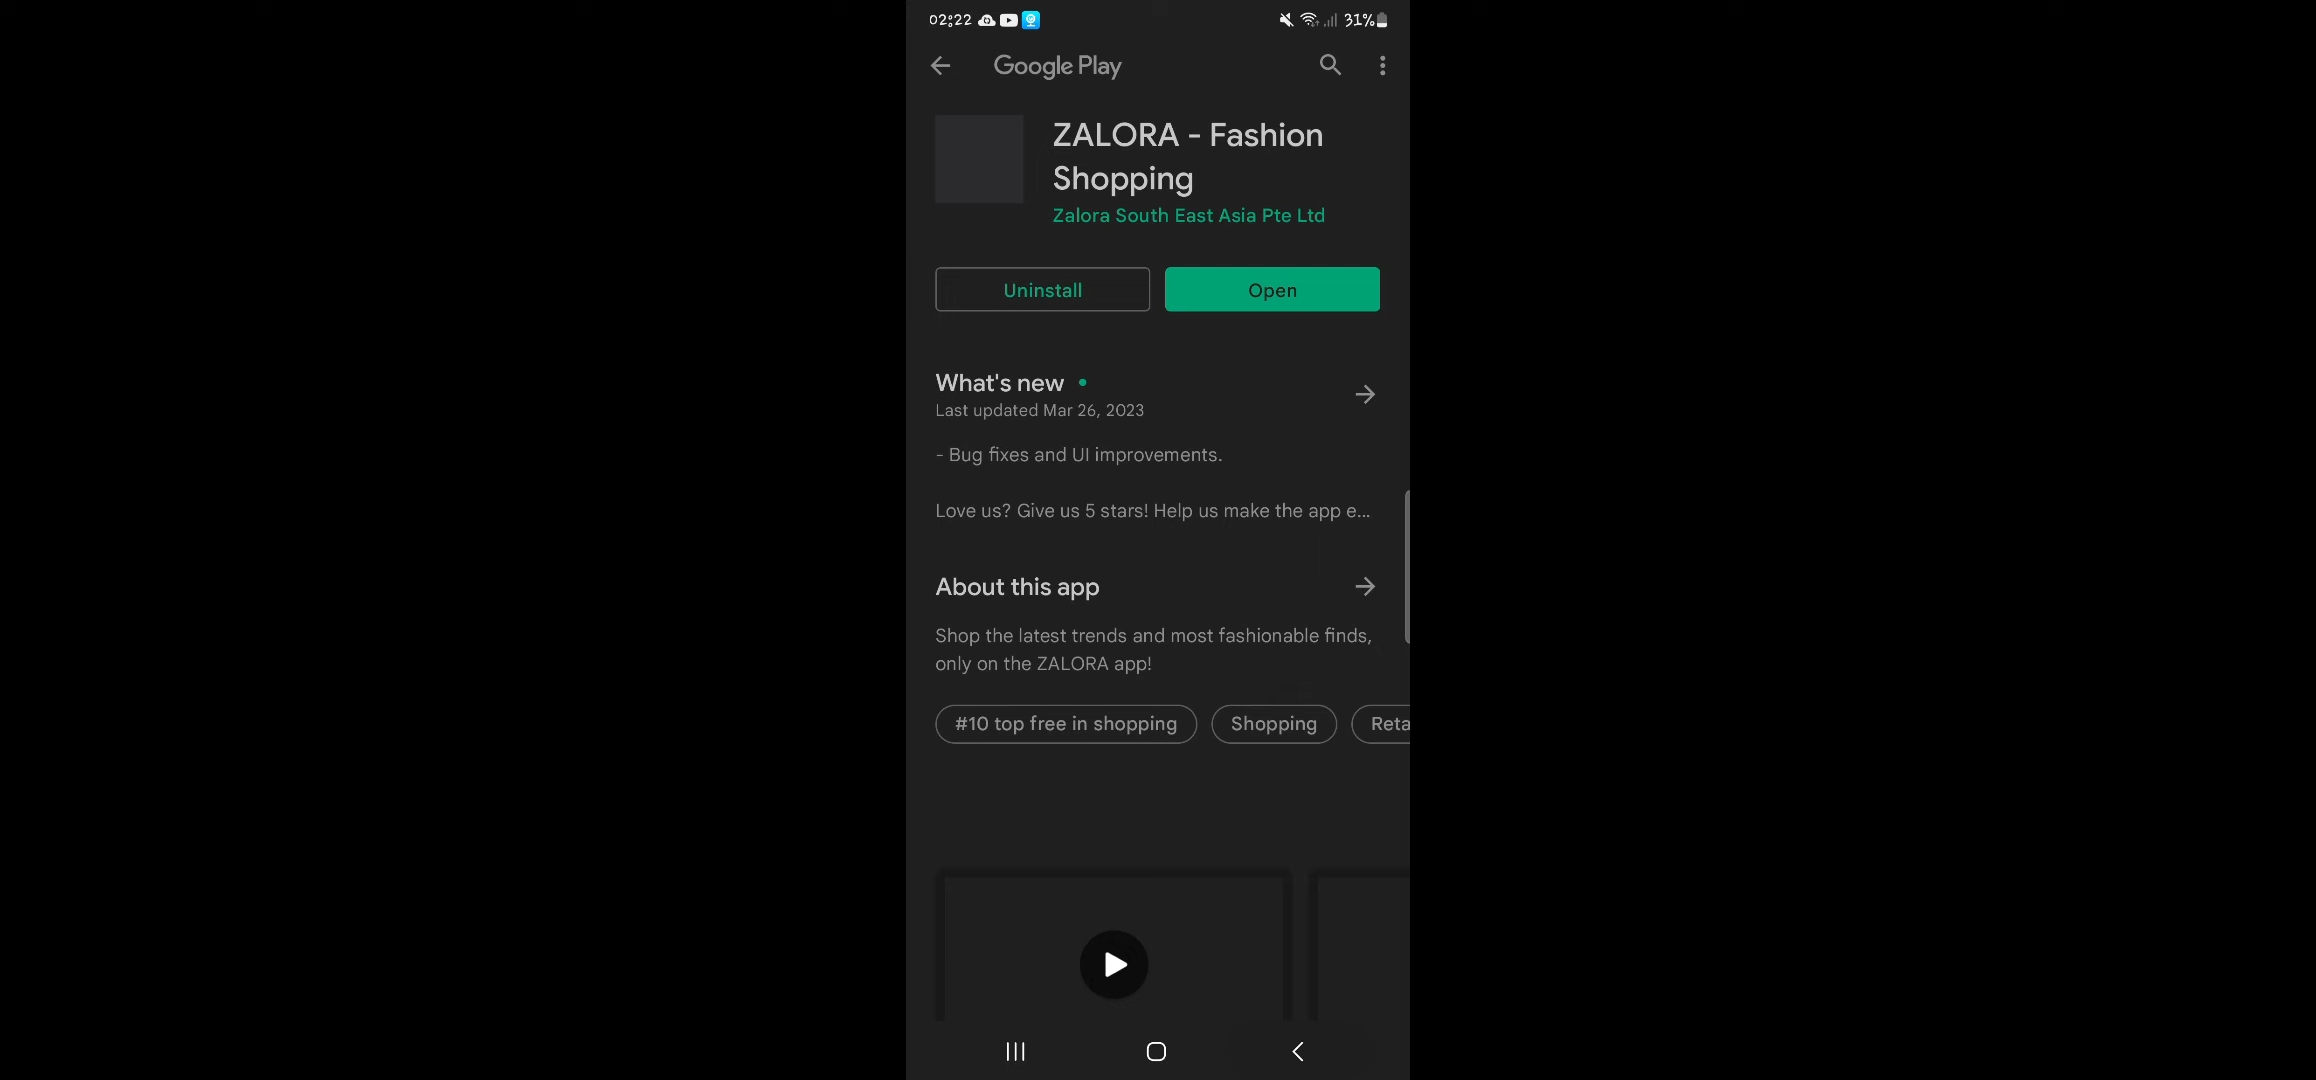 02:22
31%
Google Play
ZALORA - Fashion
Shopping
Zalora South East Asia Pte Ltd
Uninstall
Open
What's new
Last updated Mar 26, 2023
- Bug fixes and UI improvements.
Love us? Give us 5 stars! Help us make the app e...
About this app
Shop the latest trends and most fashionable finds,
only on the ZALORA app!
#10 top free in shopping
Shopping
Reta